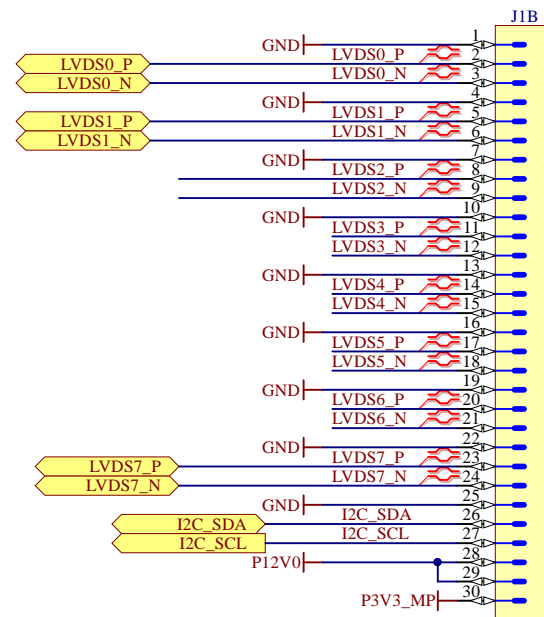 J1B
GND 1
LVDS0_P LVDS0_P 2
LVDS0_N LVDS0_N 3
GND 4
LVDS1_P LVDS1_P 5
LVDS1_N LVDS1_N 6
GND 7
LVDS2_P 8
LVDS2_N 9
GND 10
LVDS3_P 11
LVDS3_N 12
GND 13
LVDS4_P 14
LVDS4_N 15
GND 16
LVDS5_P 17
LVDS5_N 18
GND 19
LVDS6_P 20
LVDS6_N 21
GND 22
LVDS7_P LVDS7_P 23
LVDS7_N LVDS7_N 24
GND 25
I2C_SDA I2C_SDA 26
I2C_SCL I2C_SCL 27
P12V0 28
29
P3V3_MP 30